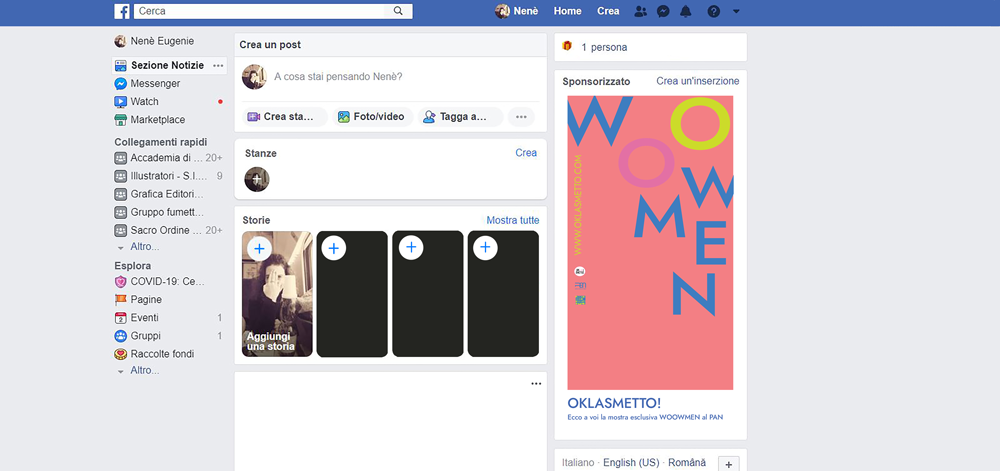 Cerca
Nenè Home Crea
Nenè Eugenie
Sezione Notizie
Messenger
Watch
Marketplace
Collegamenti rapidi
Accademia di ... 20+
Illustratori - S.I.... 9
Grafica Editori...
Gruppo fumett...
Sacro Ordine ... 20+
Altro...
Esplora
COVID-19: Ce...
Pagine
Eventi 1
Gruppi 1
Raccolte fondi
Altro...
Crea un post
A cosa stai pensando Nenè?
Crea sta...
Foto/video
Tagga a...
Stanze
Crea
Storie
Mostra tutte
Aggiungi
una storia
1 persona
Sponsorizzato
Crea un'inserzione
WOOWMEN
WWW.OKLASMETTO.COM
OKLASMETTO!
Ecco a voi la mostra esclusiva WOOWMEN al PAN
Italiano · English (US) · Română